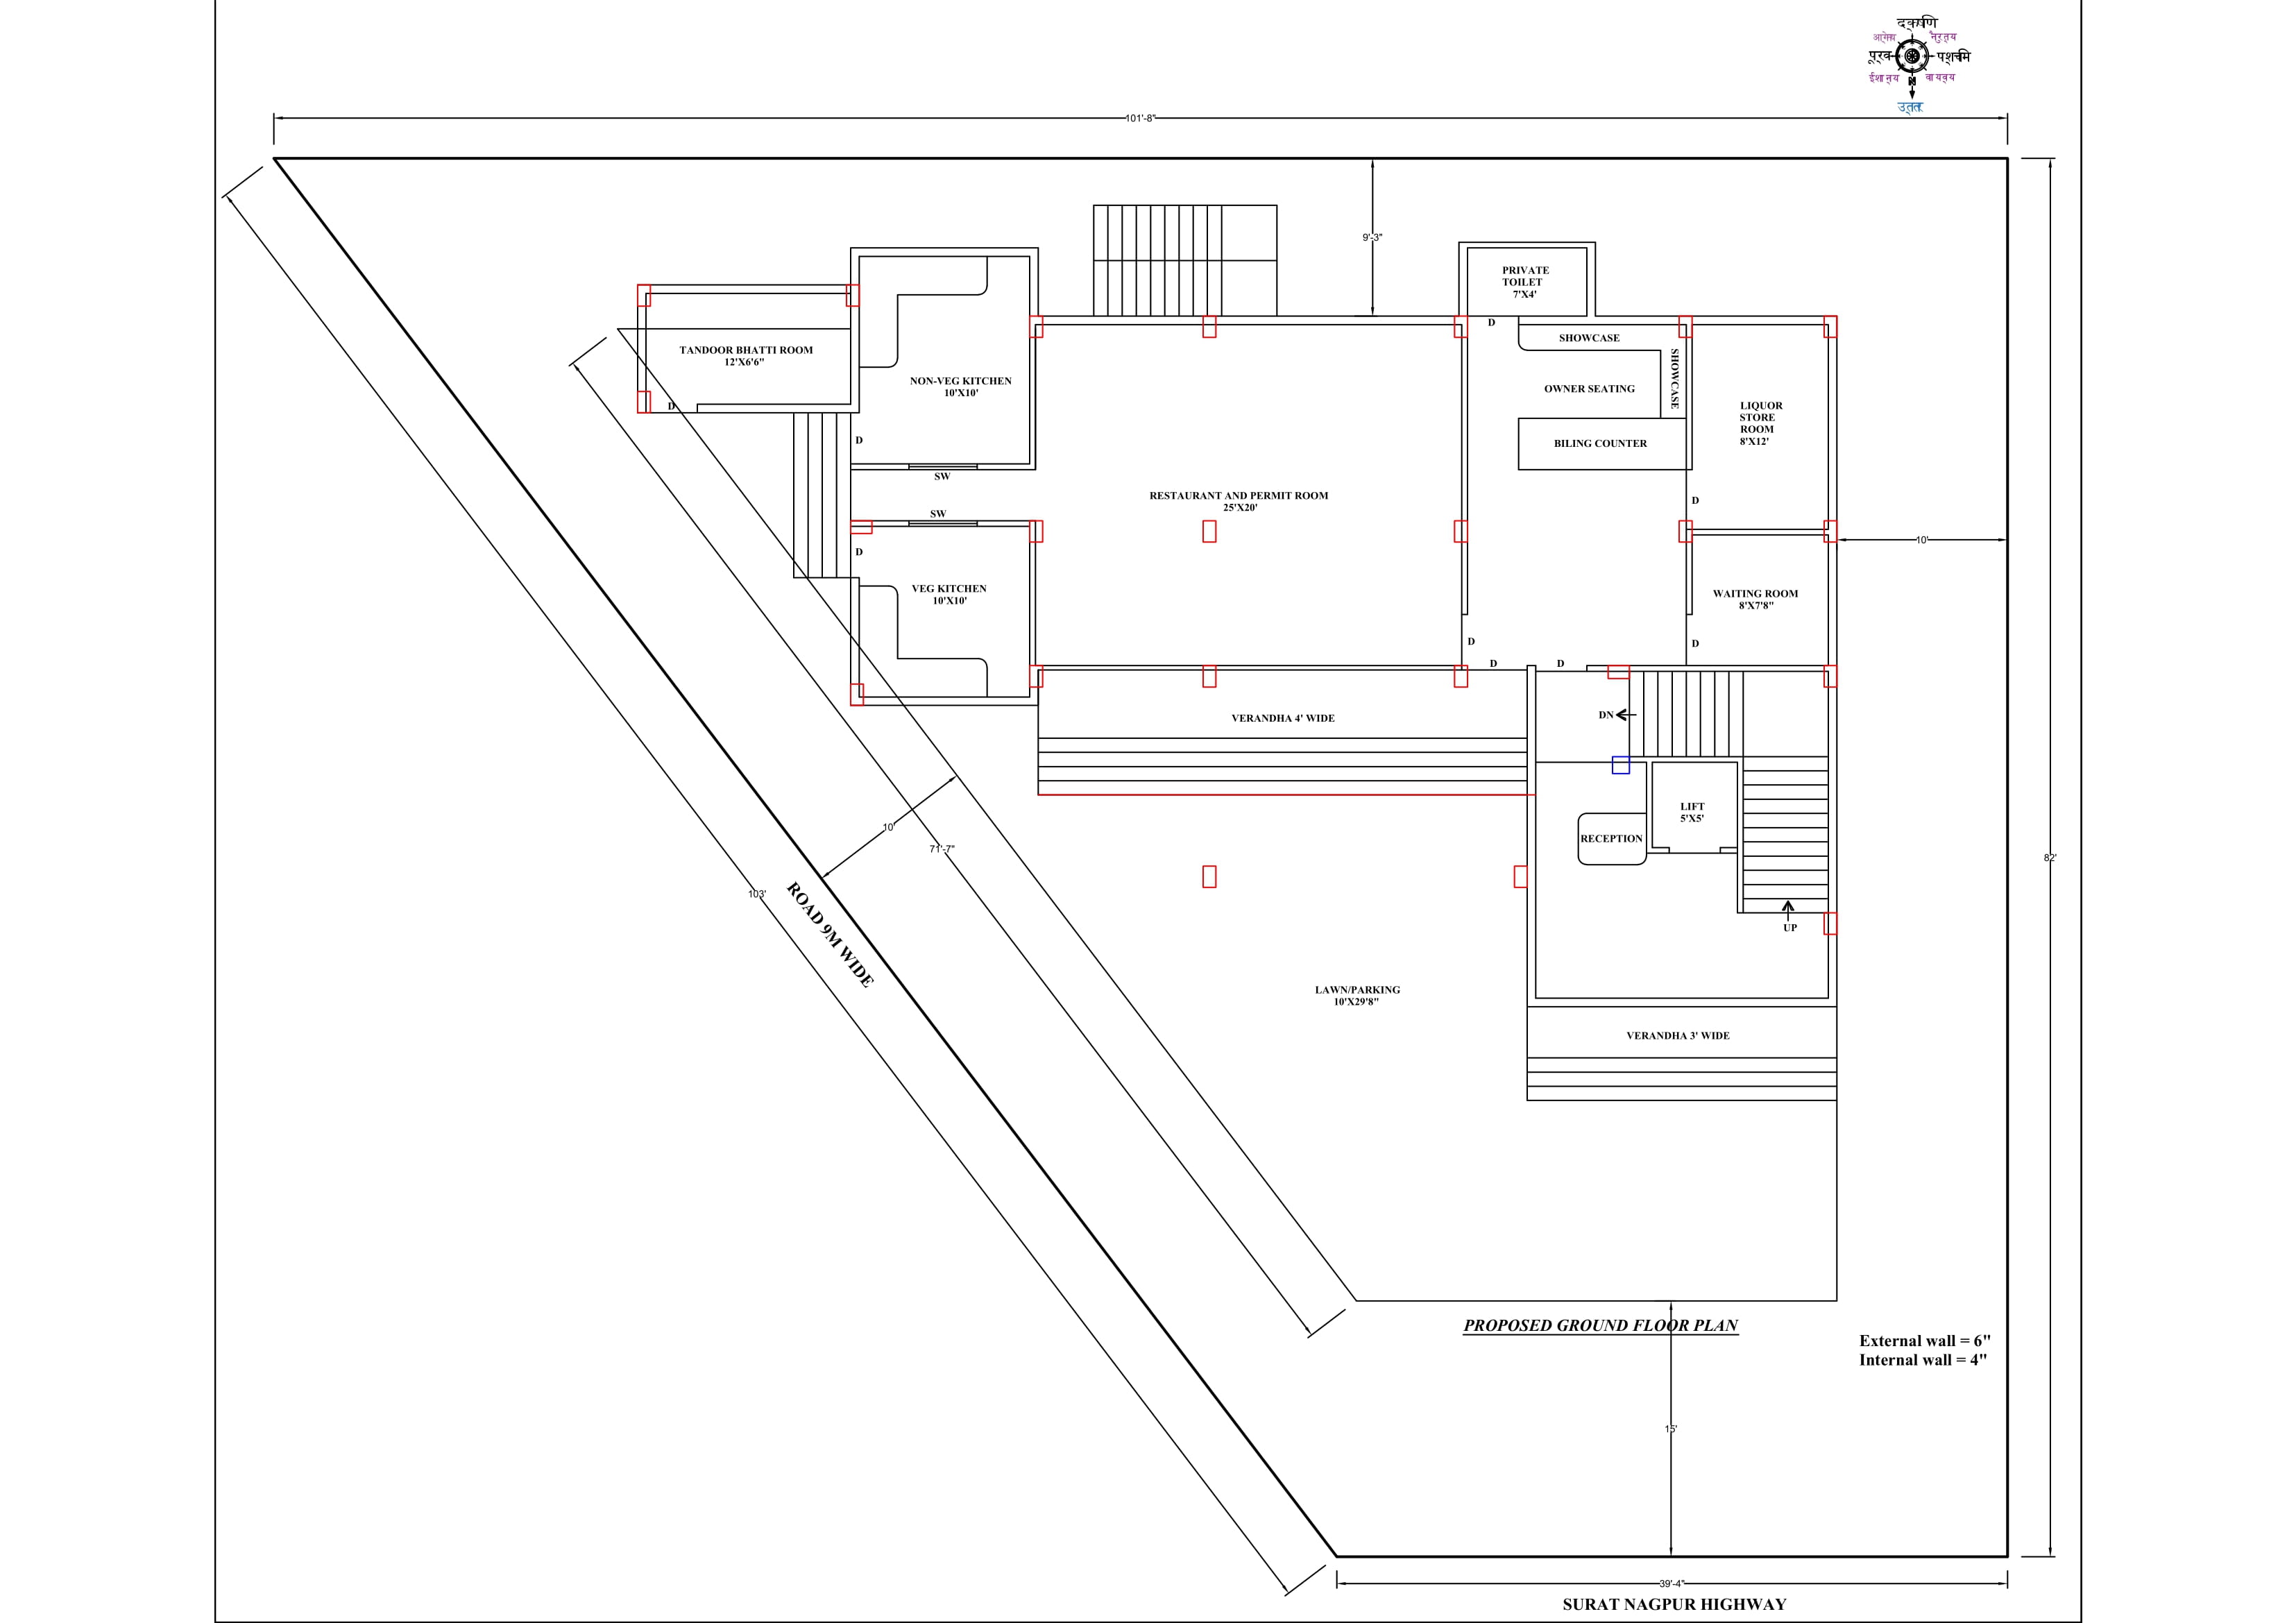 दक्षिण
आग्नेय
नैरुत्य
पूर्व
पश्चिम
ईशान्य
N
वायव्य
उत्तर
101'-8"
9'-3"
PRIVATE
TOILET
7'X4'
D
SHOWCASE
TANDOOR BHATTI ROOM
12'X6'6"
SHOWCASE
NON-VEG KITCHEN
10'X10'
OWNER SEATING
D
LIQUOR
STORE
ROOM
8'X12'
D
BILING COUNTER
SW
RESTAURANT AND PERMIT ROOM
25'X20'
D
SW
10'
D
VEG KITCHEN
10'X10'
WAITING ROOM
8'X7'8"
D
D
D
D
VERANDHA 4' WIDE
DN
LIFT
5'X5'
10'
RECEPTION
71'-7"
82'
103'
ROAD 9M WIDE
UP
LAWN/PARKING
10'X29'8"
VERANDHA 3' WIDE
PROPOSED GROUND FLOOR PLAN
External wall = 6"
Internal wall = 4"
15'
39'-4"
SURAT NAGPUR HIGHWAY